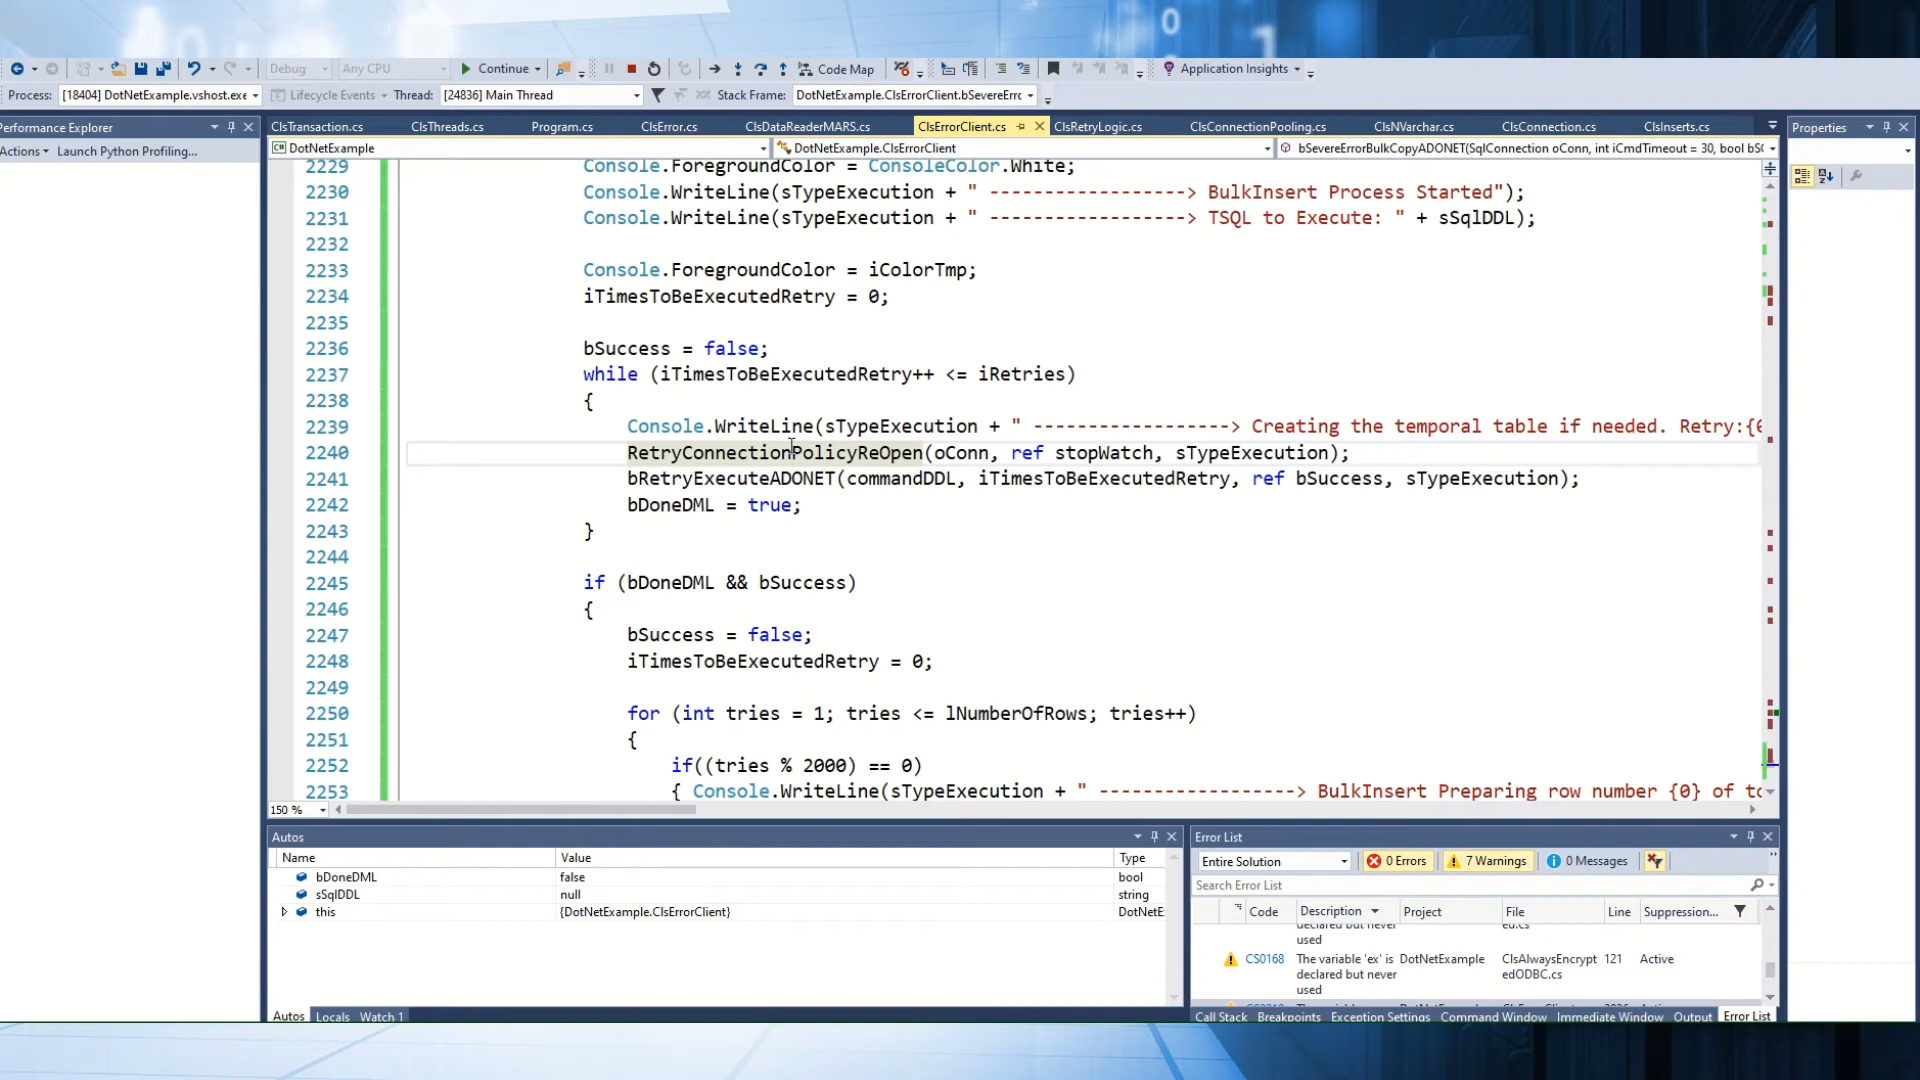 Debug
Any CPU
Continue
Code Map
Application Insights
Process:
[18404] DotNetExample.vshost.exe
Lifecycle Events
Thread:
[24836] Main Thread
Stack Frame:
DotNetExample.ClsErrorClient.bSevereErrc
Performance Explorer
Actions
Launch Python Profiling...
ClsTransaction.cs
ClsThreads.cs
Program.cs
ClsError.cs
ClsDataReaderMARS.cs
ClsErrorClient.cs
ClsRetryLogic.cs
ClsConnectionPooling.cs
ClsNVarchar.cs
ClsConnection.cs
ClsInserts.cs
Properties
DotNetExample
DotNetExample.ClsErrorClient
bSevereErrorBulkCopyADONET(SqlConnection oConn, int iCmdTimeout = 30, bool bSC
2229 Console.ForegroundColor = ConsoleColor.White;
2230 Console.WriteLine(sTypeExecution + " ------------------> BulkInsert Process Started");
2231 Console.WriteLine(sTypeExecution + " ------------------> TSQL to Execute: " + sSqlDDL);
2232
2233 Console.ForegroundColor = iColorTmp;
2234 iTimesToBeExecutedRetry = 0;
2235
2236 bSuccess = false;
2237 while (iTimesToBeExecutedRetry++ <= iRetries)
2238 {
2239 Console.WriteLine(sTypeExecution + " ------------------> Creating the temporal table if needed. Retry:{0
2240 RetryConnectionPolicyReOpen(oConn, ref stopWatch, sTypeExecution);
2241 bRetryExecuteADONET(commandDDL, iTimesToBeExecutedRetry, ref bSuccess, sTypeExecution);
2242 bDoneDML = true;
2243 }
2244
2245 if (bDoneDML && bSuccess)
2246 {
2247 bSuccess = false;
2248 iTimesToBeExecutedRetry = 0;
2249
2250 for (int tries = 1; tries <= lNumberOfRows; tries++)
2251 {
2252 if((tries % 2000) == 0)
2253 { Console.WriteLine(sTypeExecution + " ------------------> BulkInsert Preparing row number {0} of to
150 %
Autos
Name Value Type
bDoneDML false bool
sSqlDDL null string
this {DotNetExample.ClsErrorClient} DotNetE
Autos Locals Watch 1
Error List
Entire Solution
0 Errors
7 Warnings
0 Messages
Search Error List
Code Description Project File Line Suppression...
declared but never ed.cs
used
CS0168 The variable 'ex' is DotNetExample ClsAlwaysEncrypt 121 Active
declared but never edODBC.cs
used
Call Stack Breakpoints Exception Settings Command Window Immediate Window Output Error List